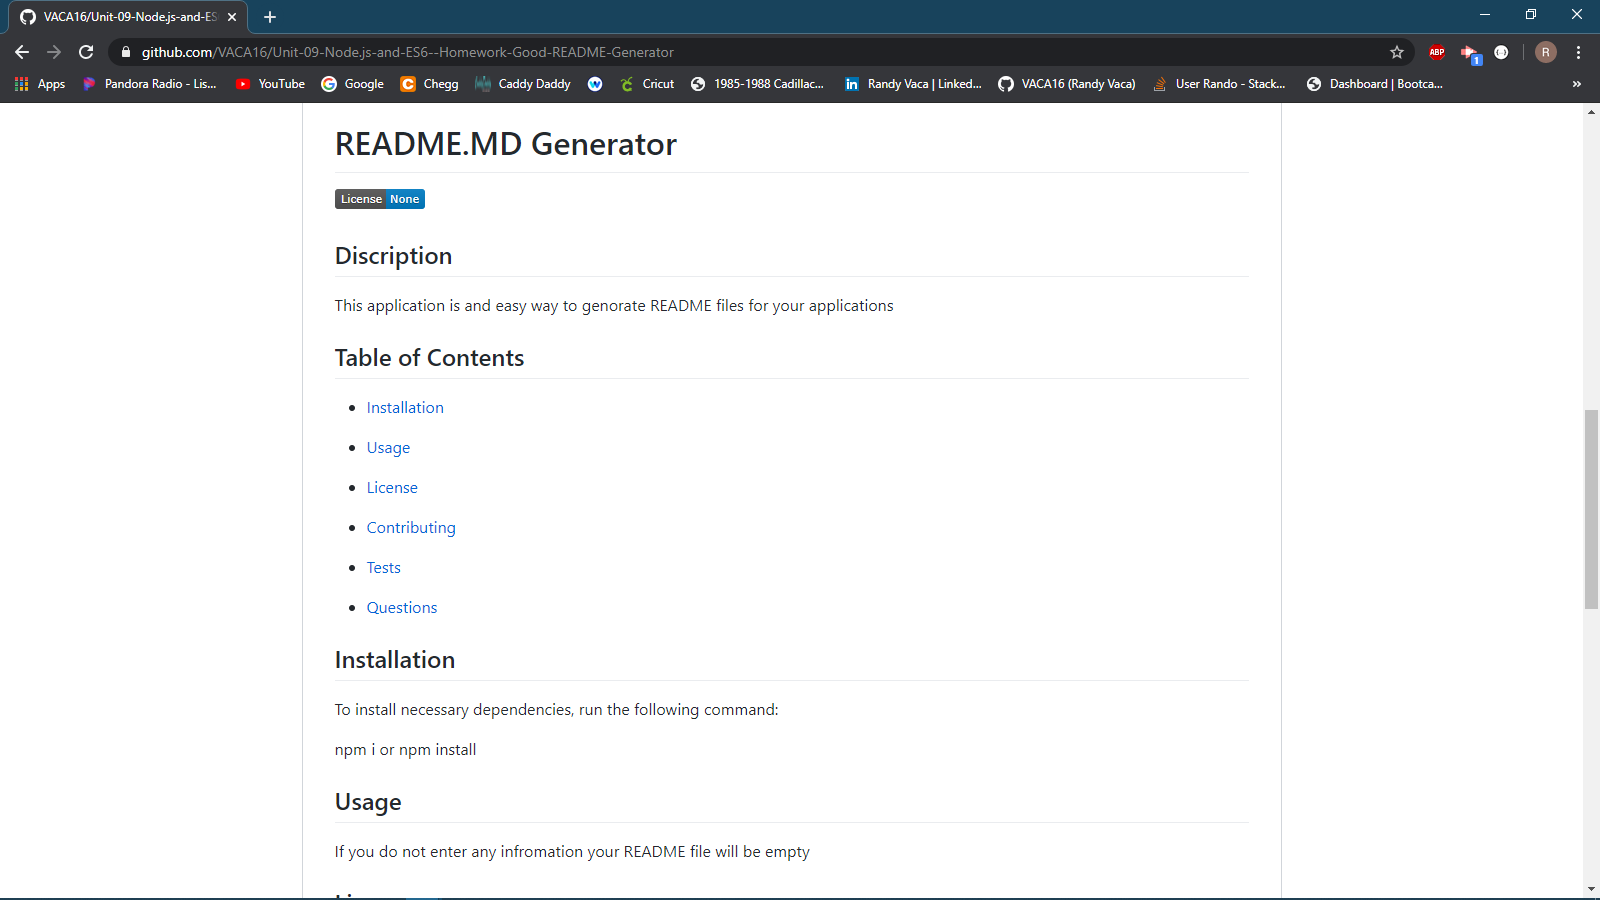 VACA16/Unit-09-Node.js-and-ES
github.com/VACA16/Unit-09-Node.js-and-ES6--Homework-Good-README-Generator
ABP
1
R
Apps
Pandora Radio - Lis...
YouTube
Google
Chegg
Caddy Daddy
Cricut
1985-1988 Cadillac...
Randy Vaca | Linked...
VACA16 (Randy Vaca)
User Rando - Stack...
Dashboard | Bootca...
»
README.MD Generator
License None
Discription
This application is and easy way to genorate README files for your applications
Table of Contents
Installation
Usage
License
Contributing
Tests
Questions
Installation
To install necessary dependencies, run the following command:
npm i or npm install
Usage
If you do not enter any infromation your README file will be empty